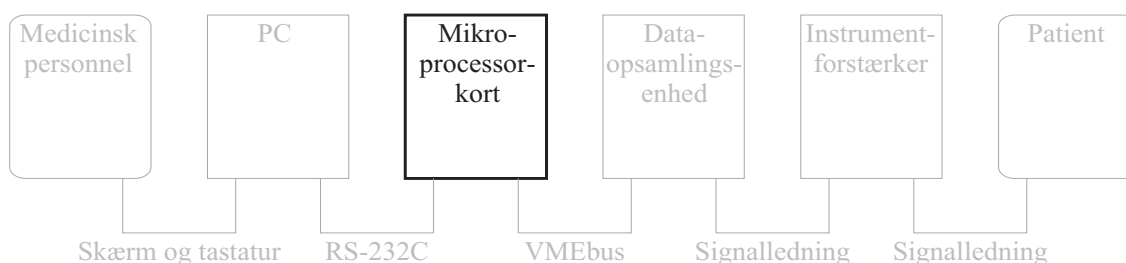 Medicinsk
personnel
PC
Mikro-
processor-
kort
Data-
opsamlings-
enhed
Instrument-
forstærker
Patient
Skærm og tastatur
RS-232C
VMEbus
Signalledning
Signalledning